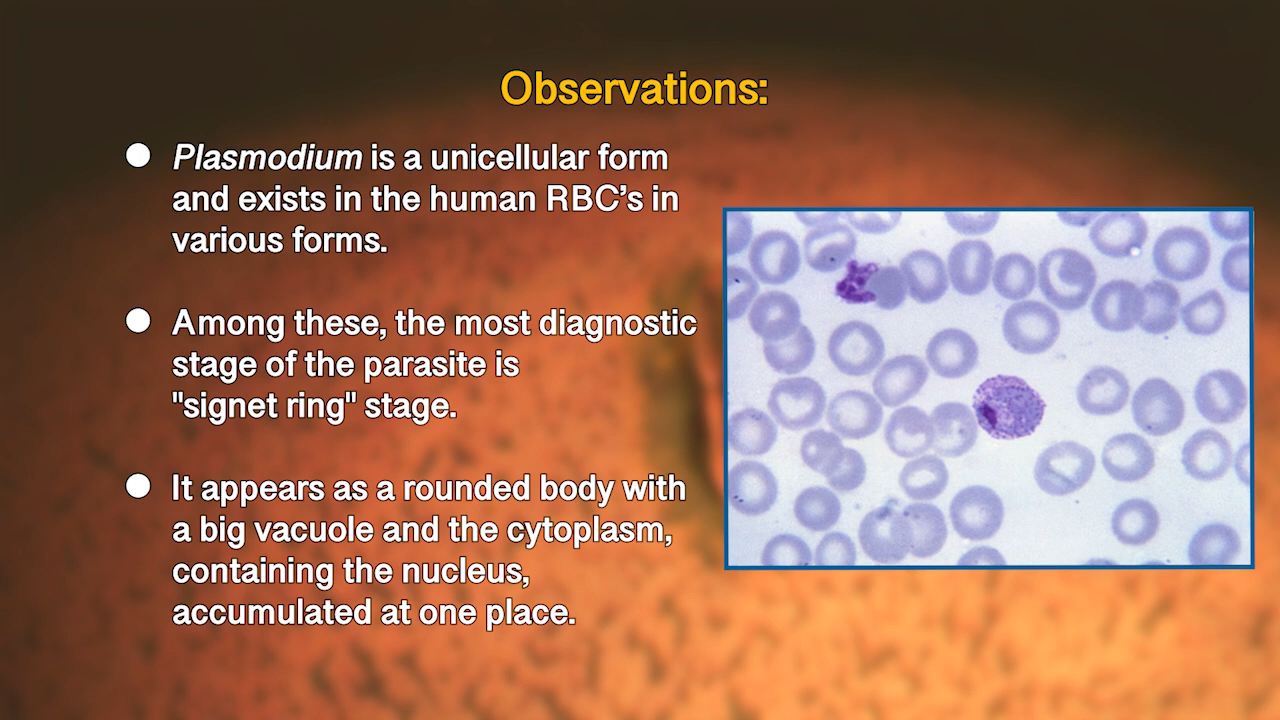 Observations:
● Plasmodium is a unicellular form
and exists in the human RBC’s in
various forms.
● Among these, the most diagnostic
stage of the parasite is
"signet ring" stage.
● It appears as a rounded body with
a big vacuole and the cytoplasm,
containing the nucleus,
accumulated at one place.